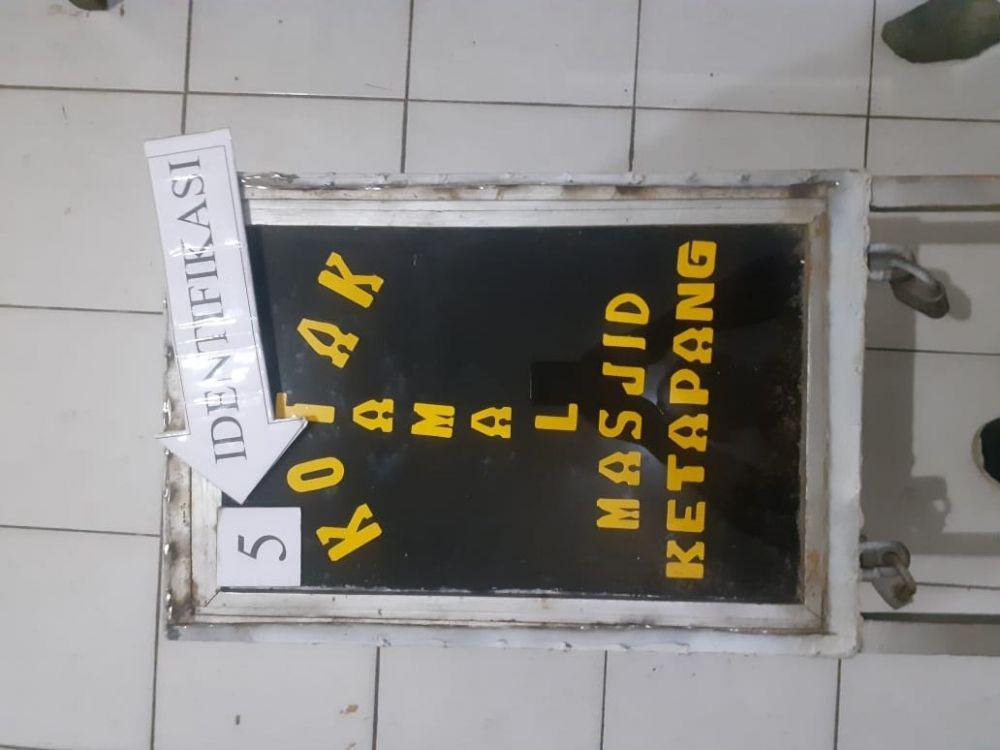 IDENTIFIKASI
5
KOTAK
AMAL
MASJID
KETAPANG